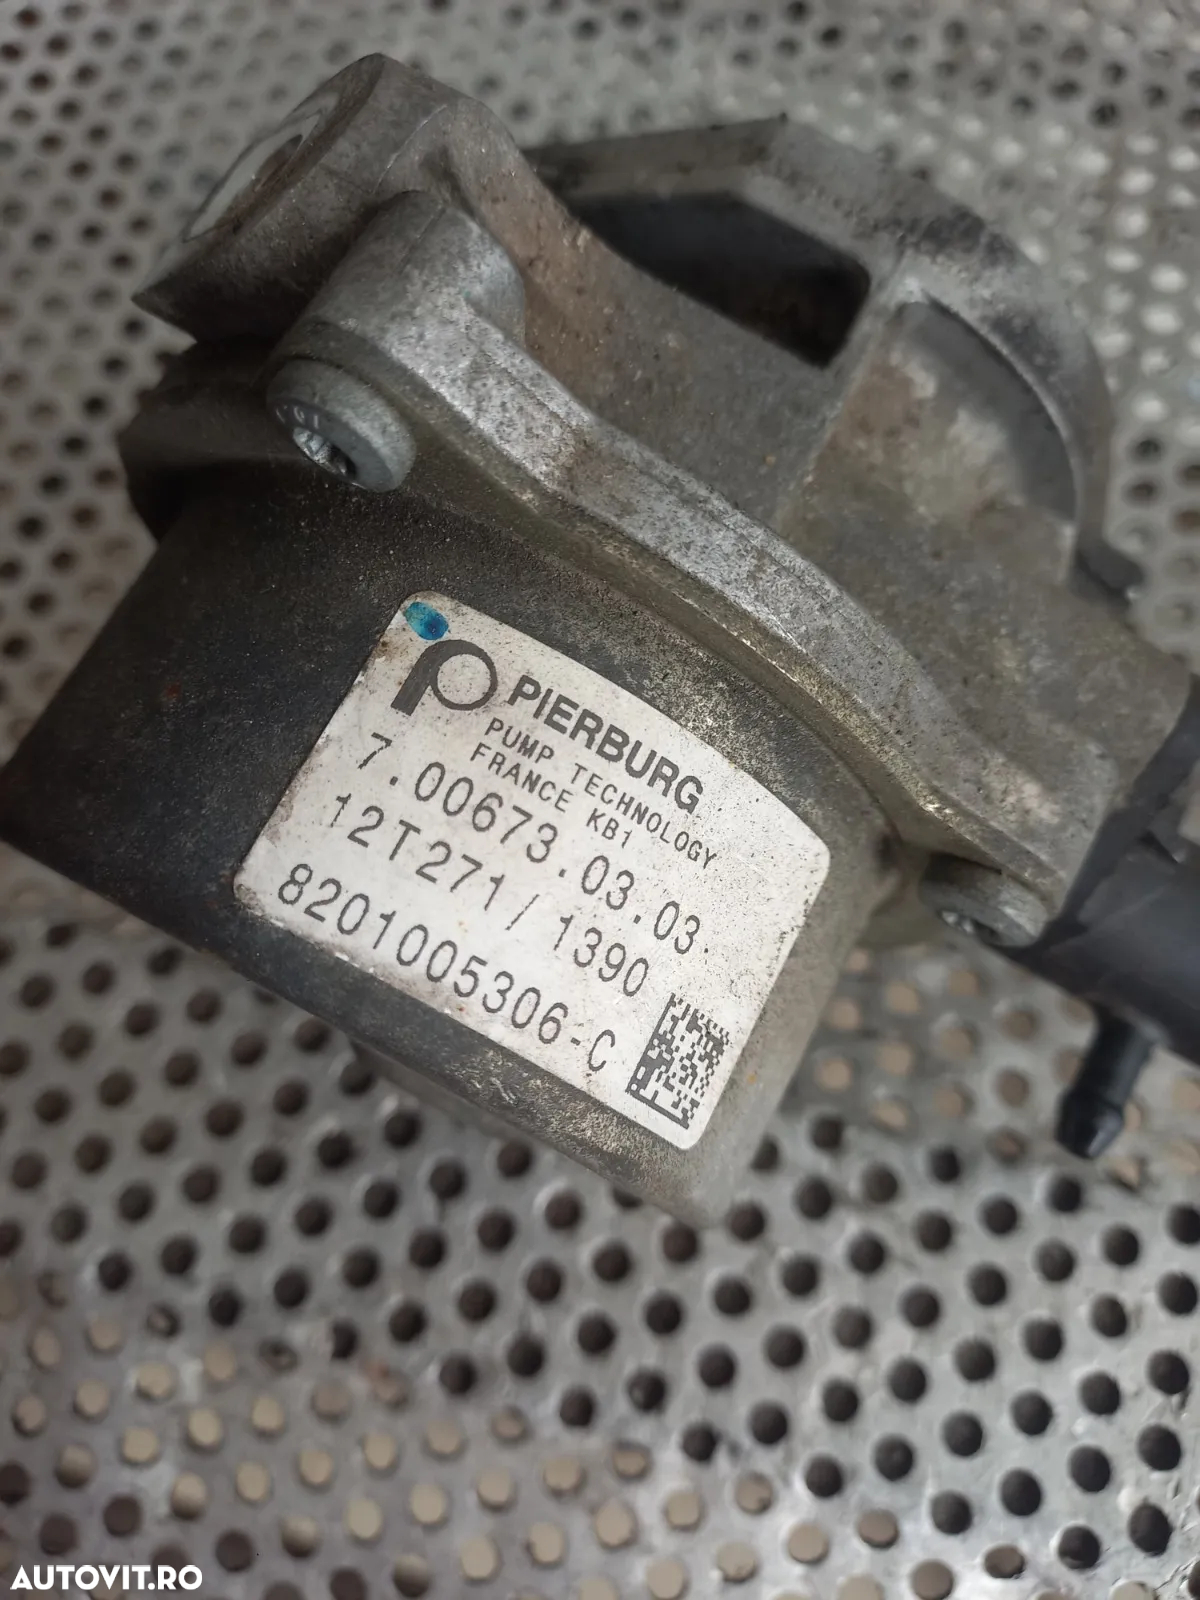 PIERBURG
PUMP TECHNOLOGY
FRANCE KB1
7.00673.03.03.
12T271/1390
8201005306-C
AUTOVIT.RO